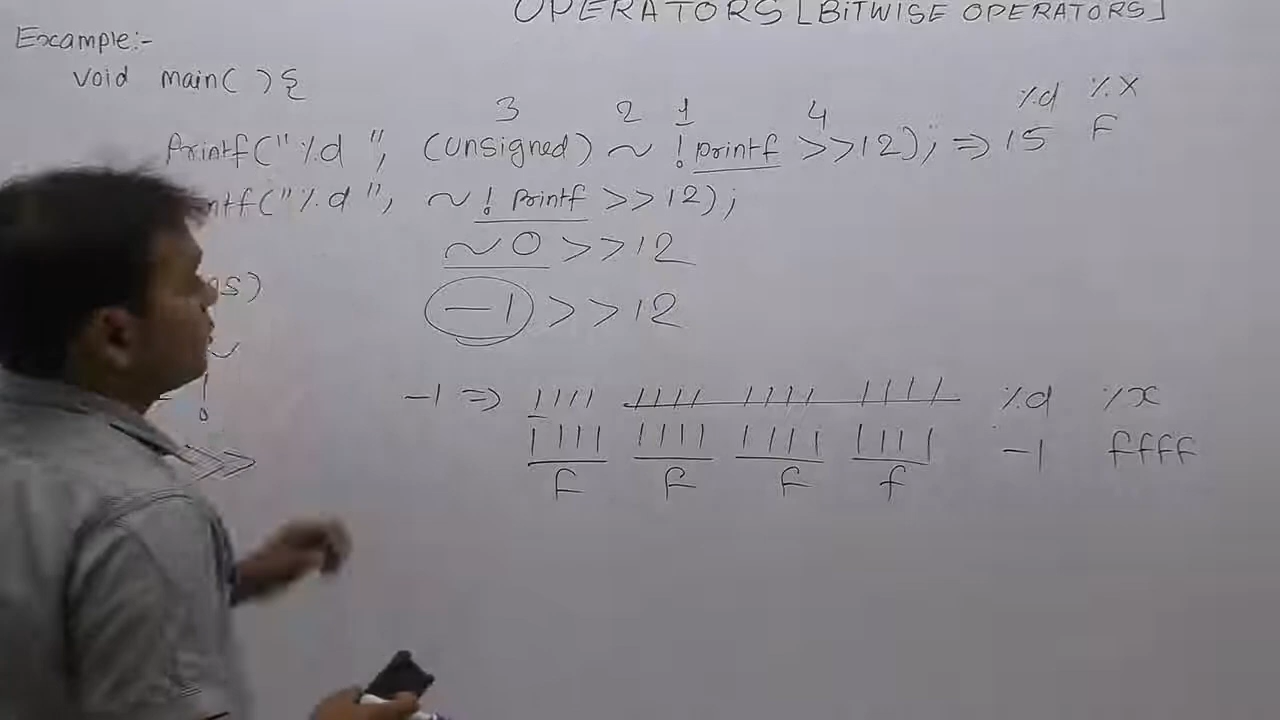 OPERATORS [BITWISE OPERATORS]
Example:-
void main( ) {
3 2 1 4 %d %X
Printf("%d", (unsigned) ~ !printf >>12); => 15 F
ntf("%d", ~ ! Printf >>12);
~0 >>12
-1 >>12
-1 => 1111 1111 1111 1111 %d %x
1111 1111 1111 1111 -1 ffff
F F F f